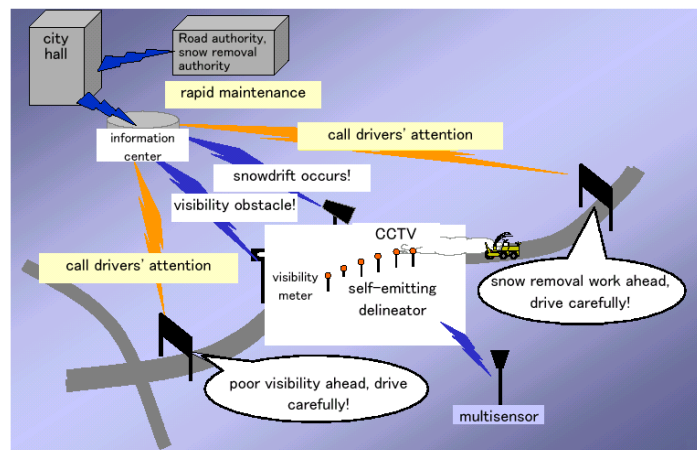 city
hall
Road authority,
snow removal
authority
rapid maintenance
information
center
call drivers' attention
snowdrift occurs!
visibility obstacle!
CCTV
call drivers' attention
visibility
meter
self-emitting
delineator
snow removal work ahead,
drive carefully!
poor visibility ahead, drive
carefully!
multisensor